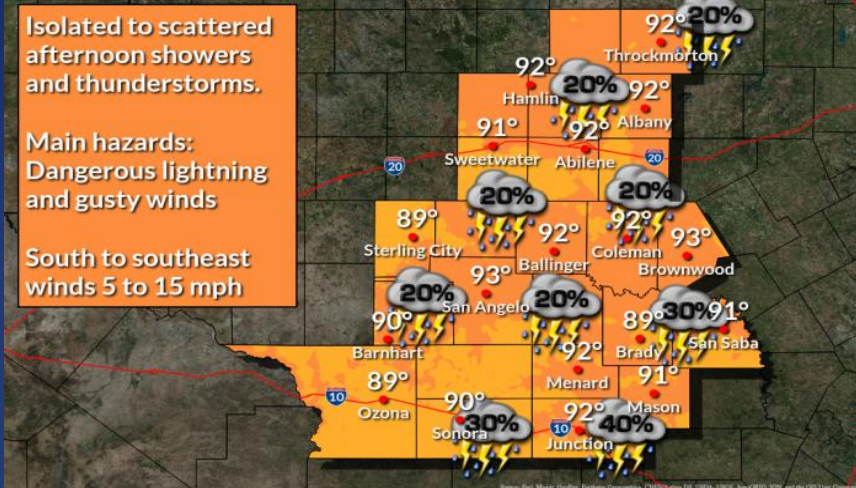 Isolated to scattered
afternoon showers
and thunderstorms.
Main hazards:
Dangerous lightning
and gusty winds
South to southeast
winds 5 to 15 mph
92°
20%
Throckmorton
92°
20%
92°
Hamlin
Albany
91°
92°
Sweetwater
Abilene
20
20
20%
20%
89°
92°
92°
93°
Sterling City
Ballinger
Coleman
Brownwood
93°
20%
San Angelo
20%
30%
91°
90°
89°
Barnhart
Brady
San Saba
92°
Menard
89°
91°
10
Ozona
Mason
90°
30%
Sonora
92°
10
40%
Junction